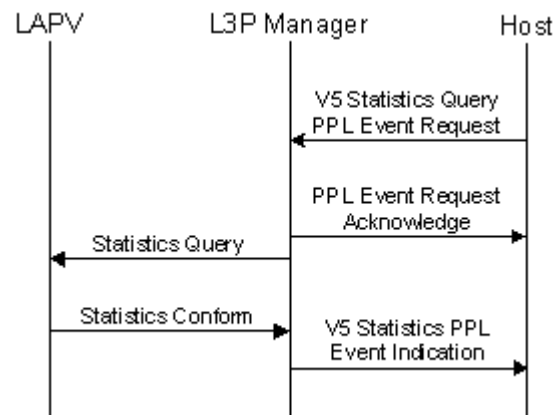 LAPV L3P Manager Host
V5 Statistics Query
PPL Event Request
PPL Event Request
Acknowledge
Statistics Query
Statistics Conform
V5 Statistics PPL
Event Indication